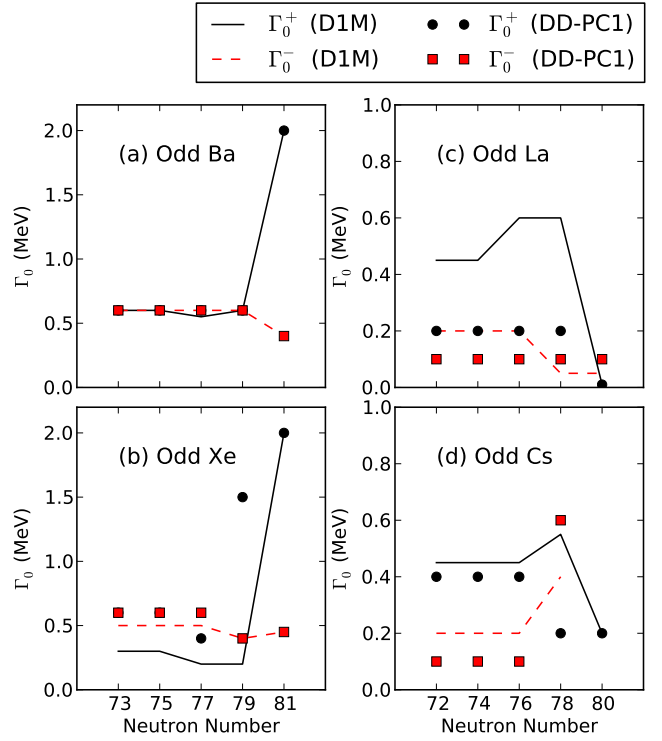 Γ₀⁺ (D1M) Γ₀⁺ (DD-PC1)
Γ₀⁻ (D1M) Γ₀⁻ (DD-PC1)
(a) Odd Ba
Γ₀ (MeV)
2.0
1.5
1.0
0.5
0.0
(c) Odd La
Γ₀ (MeV)
1.0
0.8
0.6
0.4
0.2
0.0
(b) Odd Xe
Γ₀ (MeV)
2.0
1.5
1.0
0.5
0.0
73 75 77 79 81
Neutron Number
(d) Odd Cs
Γ₀ (MeV)
1.0
0.8
0.6
0.4
0.2
0.0
72 74 76 78 80
Neutron Number